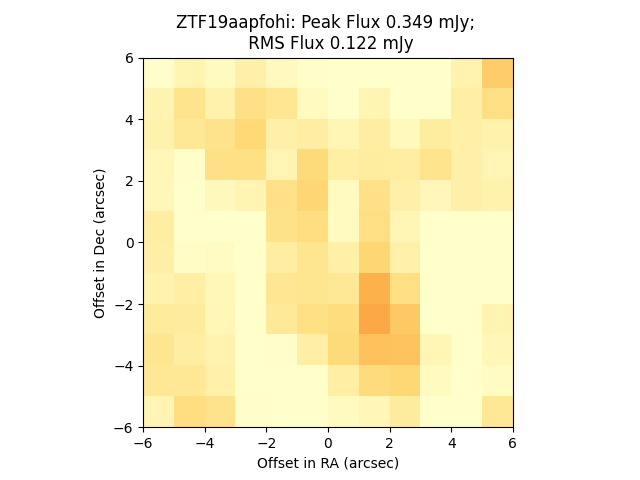 ZTF19aapfohi: Peak Flux 0.349 mJy;
RMS Flux 0.122 mJy
6
4
2
0
−2
−4
−6
Offset in Dec (arcsec)
−6 −4 −2 0 2 4 6
Offset in RA (arcsec)